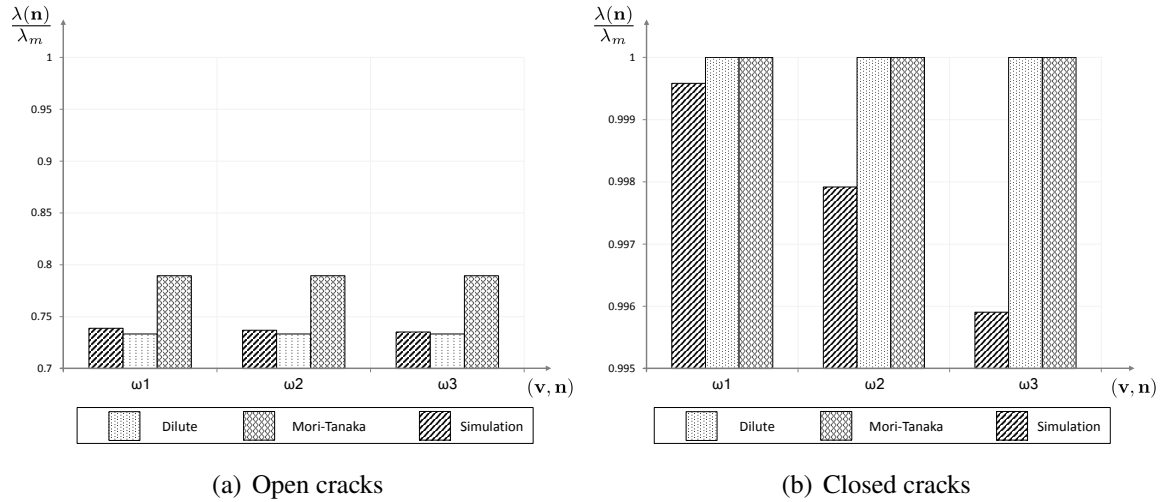 λ(n)
λm
1
0.95
0.9
0.85
0.8
0.75
0.7
ω1 ω2 ω3 (v, n)
Dilute Mori-Tanaka Simulation
(a) Open cracks
λ(n)
λm
1
0.999
0.998
0.997
0.996
0.995
ω1 ω2 ω3 (v, n)
Dilute Mori-Tanaka Simulation
(b) Closed cracks